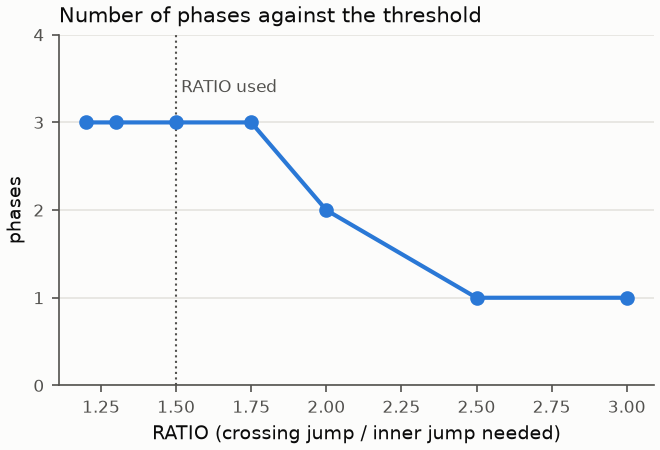 Number of phases against the threshold
4
RATIO used
3
phases
2
1
0
1.25 1.50 1.75 2.00 2.25 2.50 2.75 3.00
RATIO (crossing jump / inner jump needed)